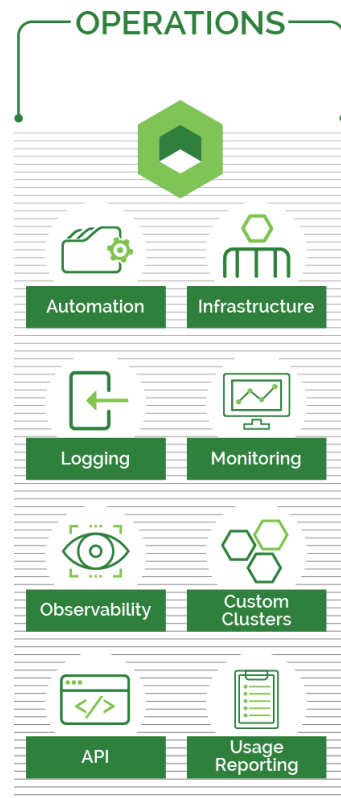 OPERATIONS
Automation
Infrastructure
Logging
Monitoring
Observability
Custom
Clusters
</>
API
Usage
Reporting